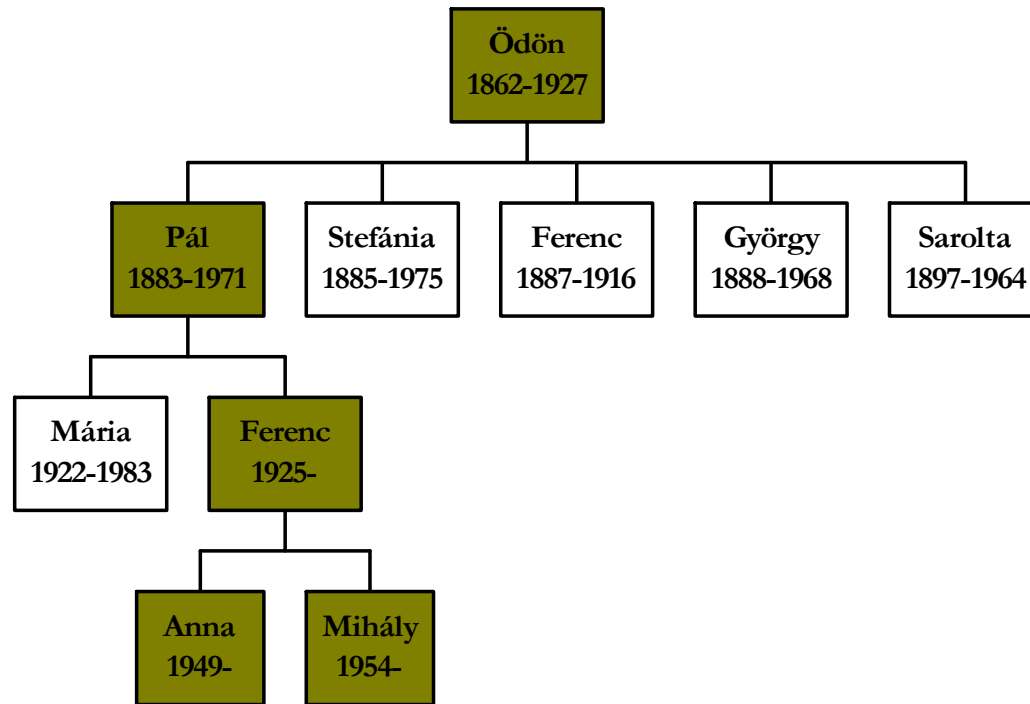 Ödön
1862-1927
Pál
1883-1971
Stefánia
1885-1975
Ferenc
1887-1916
György
1888-1968
Sarolta
1897-1964
Mária
1922-1983
Ferenc
1925-
Anna
1949-
Mihály
1954-